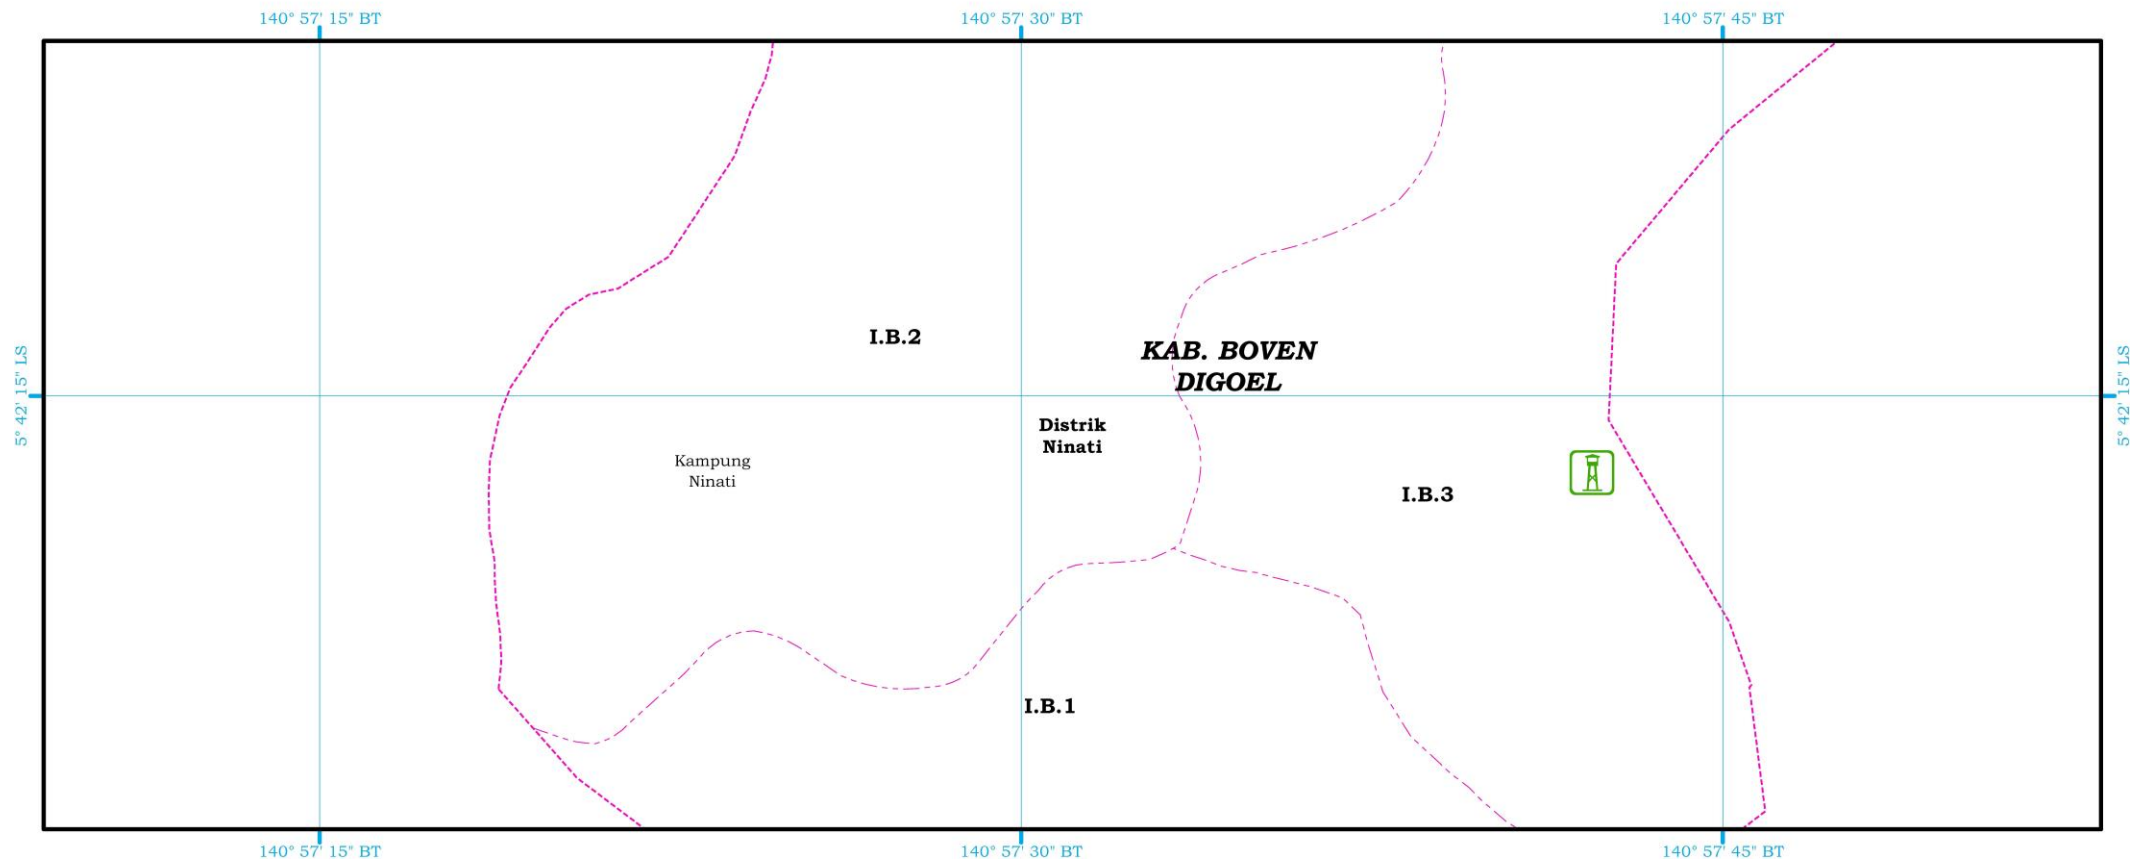 140° 57' 15" BT
140° 57' 30" BT
140° 57' 45" BT
I.B.2
KAB. BOVEN
DIGOEL
5° 42' 15" LS
5° 42' 15" LS
Distrik
Ninati
Kampung
Ninati
I.B.3
I.B.1
140° 57' 15" BT
140° 57' 30" BT
140° 57' 45" BT